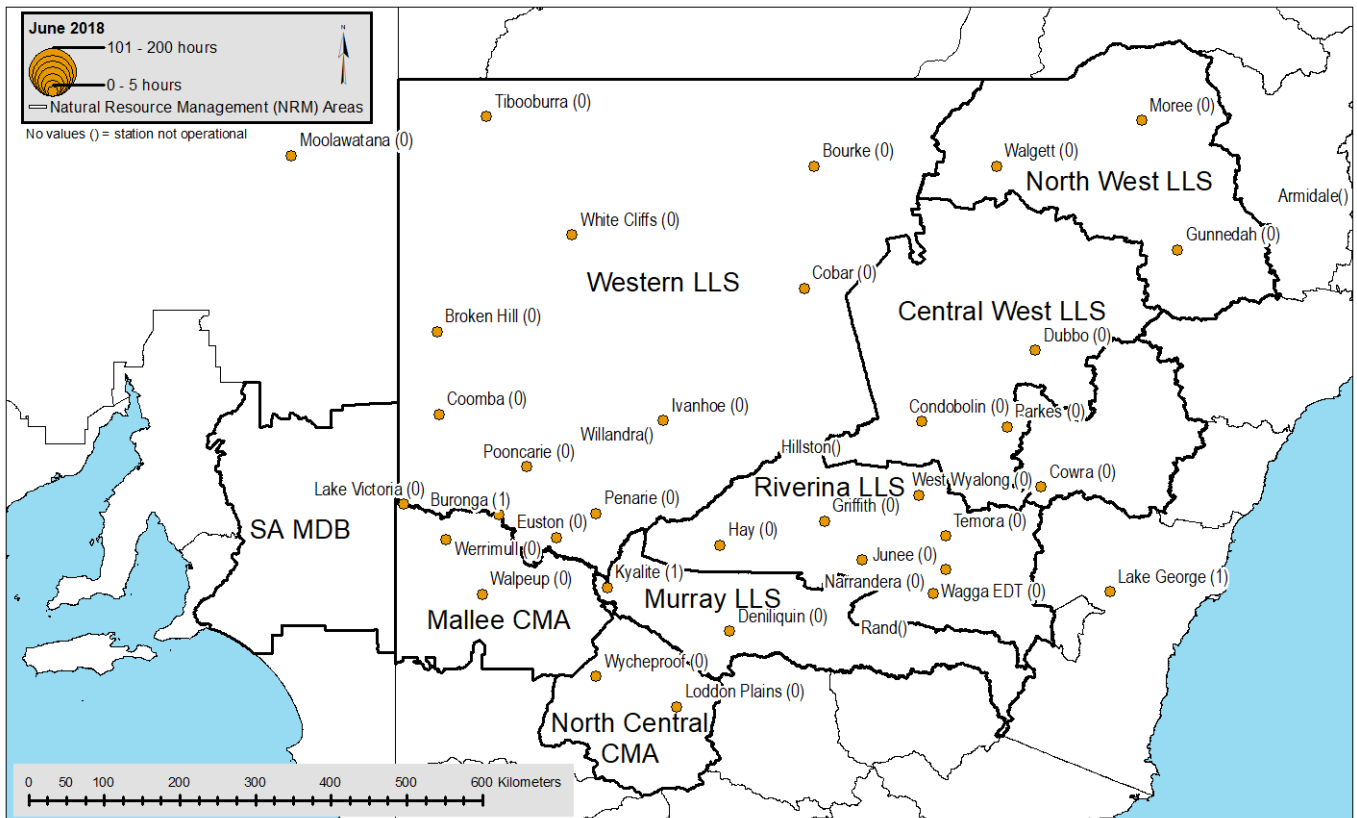 June 2018
101 - 200 hours
0 - 5 hours
Natural Resource Management (NRM) Areas
N
No values () = station not operational
Moolawatana (0)
Tibooburra (0)
Bourke (0)
Moree (0)
Walgett (0)
North West LLS
Armidale()
White Cliffs (0)
Gunnedah (0)
Western LLS
Cobar (0)
Central West LLS
Broken Hill (0)
Dubbo (0)
Coomba (0)
Ivanhoe (0)
Condobolin (0)
Parkes (0)
Willandra()
Hillston()
Pooncarie (0)
Cowra (0)
West Wyalong (0)
Riverina LLS
Lake Victoria (0)
Buronga (1)
Penarie (0)
Griffith (0)
SA MDB
Euston (0)
Temora (0)
Hay (0)
Werrimull (0)
Junee (0)
Kyalite (1)
Lake George (1)
Walpeup (0)
Narrandera (0)
Wagga EDT (0)
Murray LLS
Mallee CMA
Deniliquin (0)
Rand()
Wycheproof (0)
Loddon Plains (0)
North Central
CMA
0 50 100 200 300 400 500 600 Kilometers